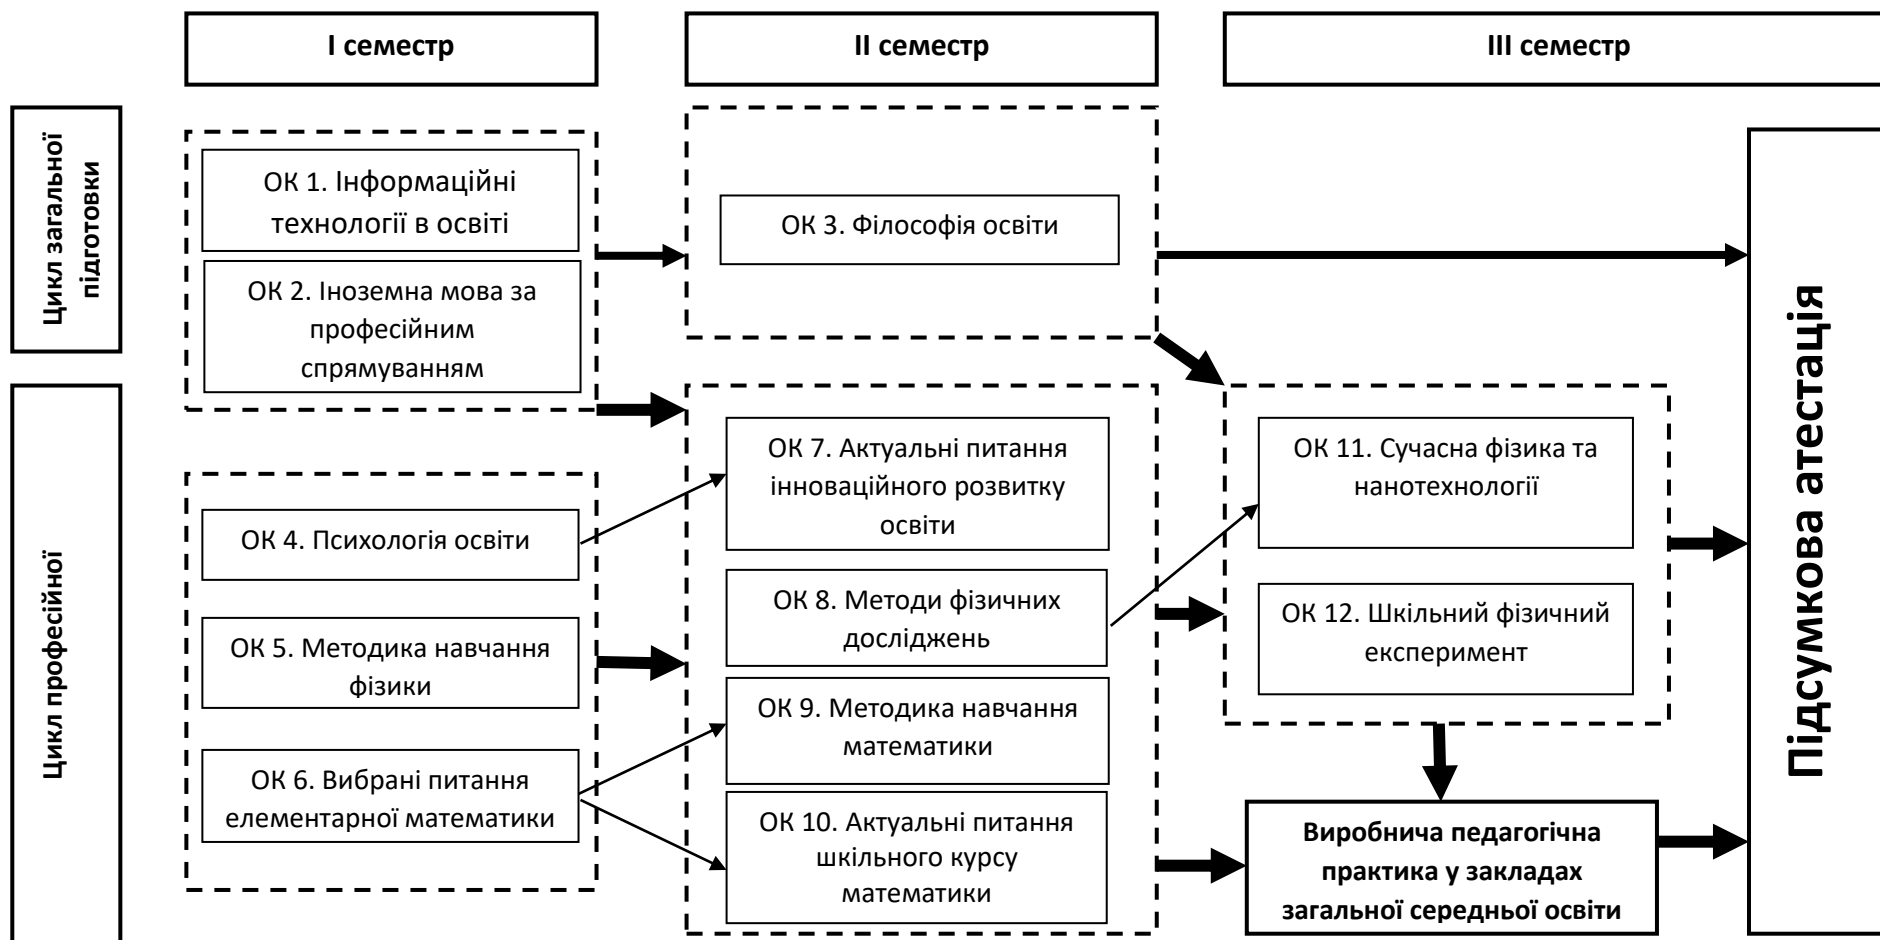 І семестр
ІІ семестр
ІІІ семестр
Цикл загальної
підготовки
ОК 1. Інформаційні
технології в освіті
ОК 2. Іноземна мова за
професійним
спрямуванням
ОК 3. Філософія освіти
Цикл професійної
ОК 4. Психологія освіти
ОК 5. Методика навчання
фізики
ОК 6. Вибрані питання
елементарної математики
ОК 7. Актуальні питання
інноваційного розвитку
освіти
ОК 8. Методи фізичних
досліджень
ОК 9. Методика навчання
математики
ОК 10. Актуальні питання
шкільного курсу
математики
ОК 11. Сучасна фізика та
нанотехнології
ОК 12. Шкільний фізичний
експеримент
Виробнича педагогічна
практика у закладах
загальної середньої освіти
Підсумкова атестація